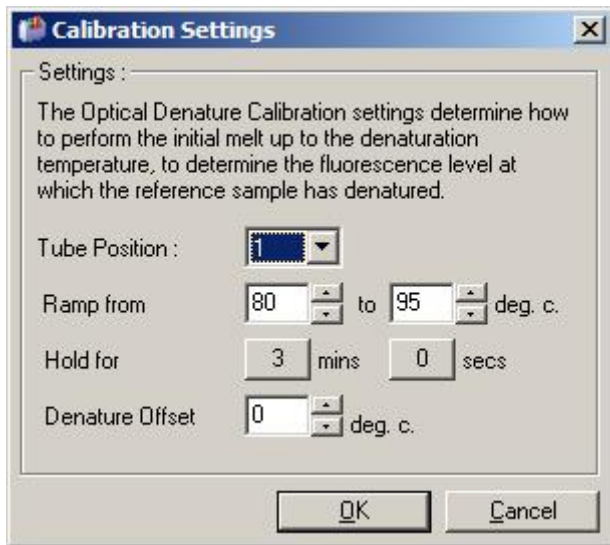 Calibration Settings
Settings :
The Optical Denature Calibration settings determine how
to perform the initial melt up to the denaturation
temperature, to determine the fluorescence level at
which the reference sample has denatured.
Tube Position : 1
Ramp from 80 to 95 deg. c.
Hold for 3 mins 0 secs
Denature Offset 0 deg. c.
OK Cancel